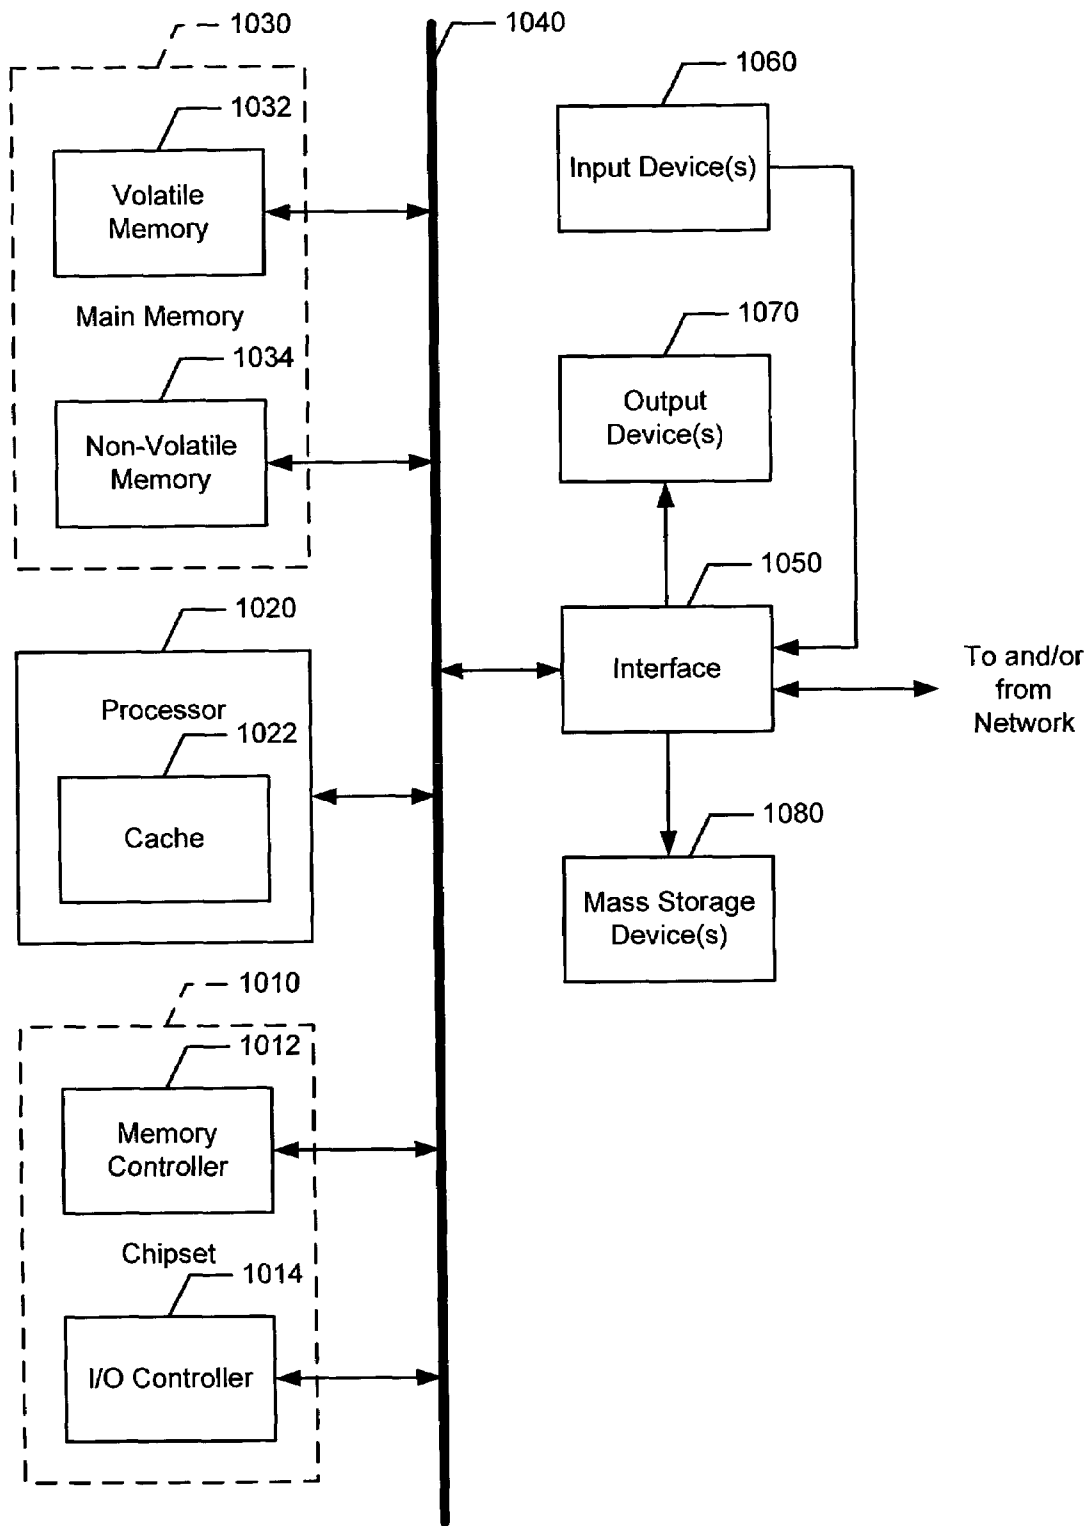 1030
1040
1060
1032
Input Device(s)
Volatile
Memory
Main Memory
1070
1034
Output
Device(s)
Non-Volatile
Memory
1050
1020
Interface
To and/or
from
Network
Processor
1022
Cache
1080
Mass Storage
Device(s)
1010
1012
Memory
Controller
Chipset
1014
I/O Controller